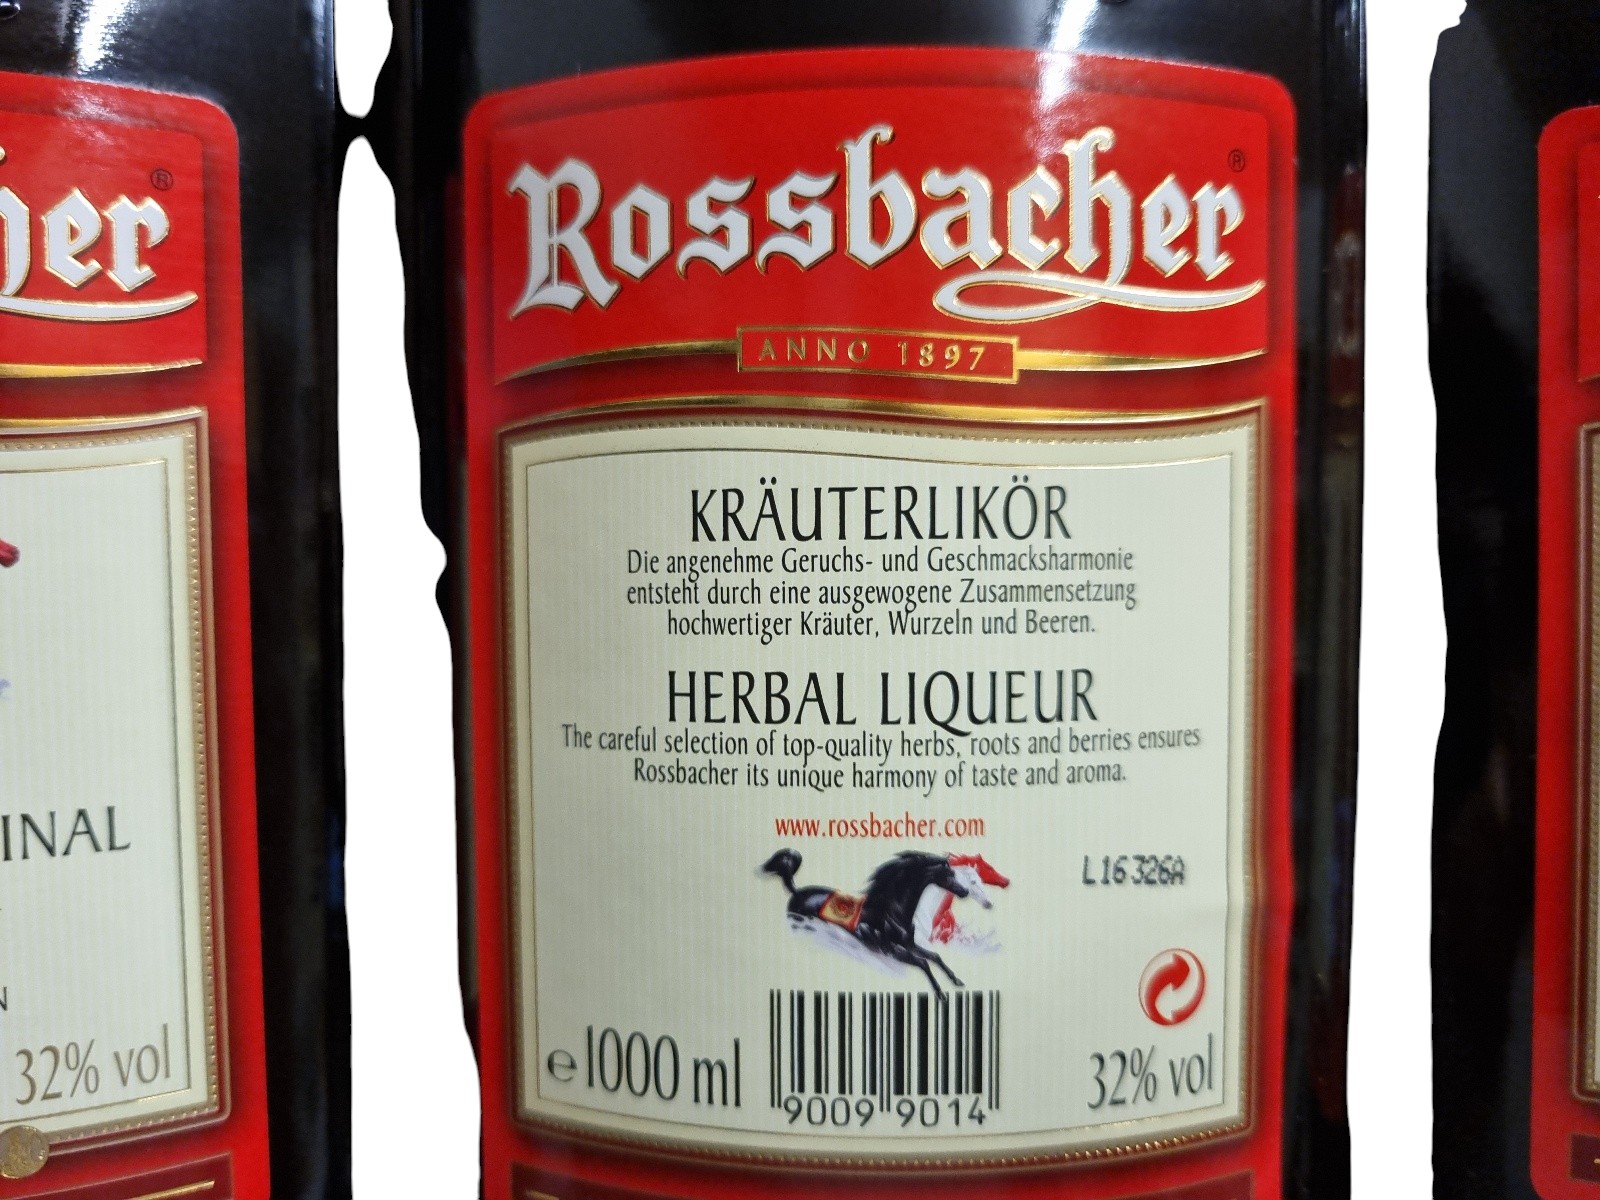 Rossbacher®
ANNO 1897
KRÄUTERLIKÖR
Die angenehme Geruchs- und Geschmacksharmonie
entsteht durch eine ausgewogene Zusammensetzung
hochwertiger Kräuter, Wurzeln und Beeren.
HERBAL LIQUEUR
The careful selection of top-quality herbs, roots and berries ensures
Rossbacher its unique harmony of taste and aroma.
www.rossbacher.com
L16326A
℮ 1000 ml
9009 9014
32% vol
her®
INAL
N
32% vol